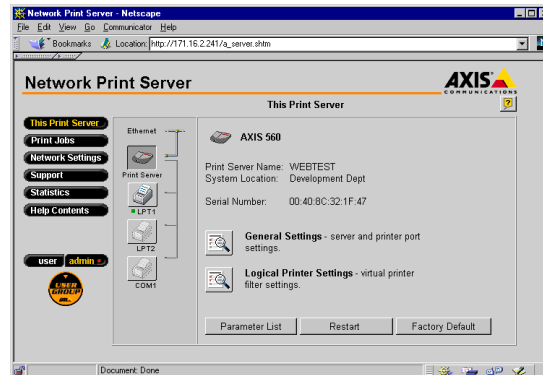 Network Print Server - Netscape
File Edit View Go Communicator Help
Bookmarks Location: http://171.16.2.241/a_server.shtm
Network Print Server
AXIS
COMMUNICATIONS
This Print Server
This Print Server
Print Jobs
Network Settings
Support
Statistics
Help Contents
user admin
USER GROUP
Ethernet
Print Server
LPT1
LPT2
COM1
AXIS 560
Print Server Name: WEBTEST
System Location: Development Dept
Serial Number: 00:40:8C:32:1F:47
General Settings - server and printer port
settings.
Logical Printer Settings - virtual printer
filter settings.
Parameter List Restart Factory Default
Document: Done